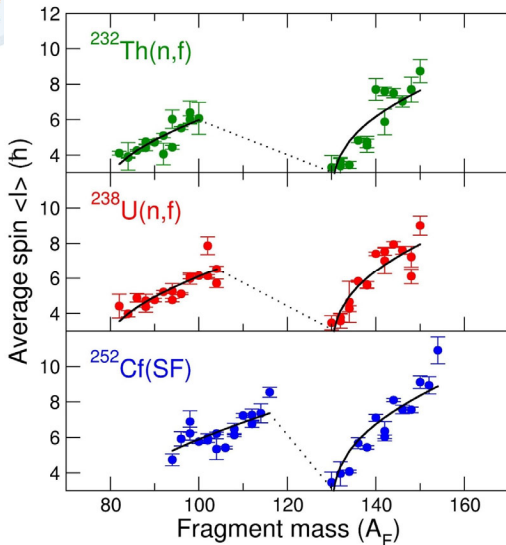 12
10
8
6
4
²³²Th(n,f)
10
8
6
4
²³⁸U(n,f)
10
8
6
4
²⁵²Cf(SF)
Average spin <I> (ħ)
80 100 120 140 160
Fragment mass (A_F)